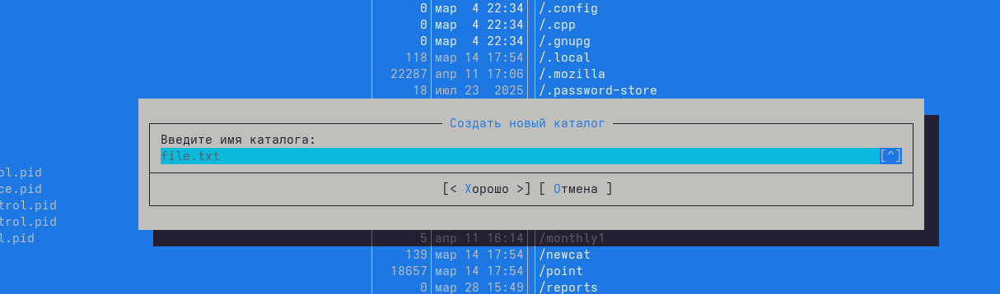 0 мар  4 22:34 /.config
0 мар  4 22:34 /.cpp
0 мар  4 22:34 /.gnupg
118 мар 14 17:54 /.local
22287 апр 11 17:06 /.mozilla
18 июл 23  2025 /.password-store
Создать новый каталог
Введите имя каталога:
file.txt [^]
ol.pid
[< Хорошо >] [ Отмена ]
ce.pid
trol.pid
trol.pid
l.pid 5 апр 11 16:14 /monthly1
139 мар 14 17:54 /newcat
18657 мар 14 17:54 /point
0 мар 28 15:49 /reports